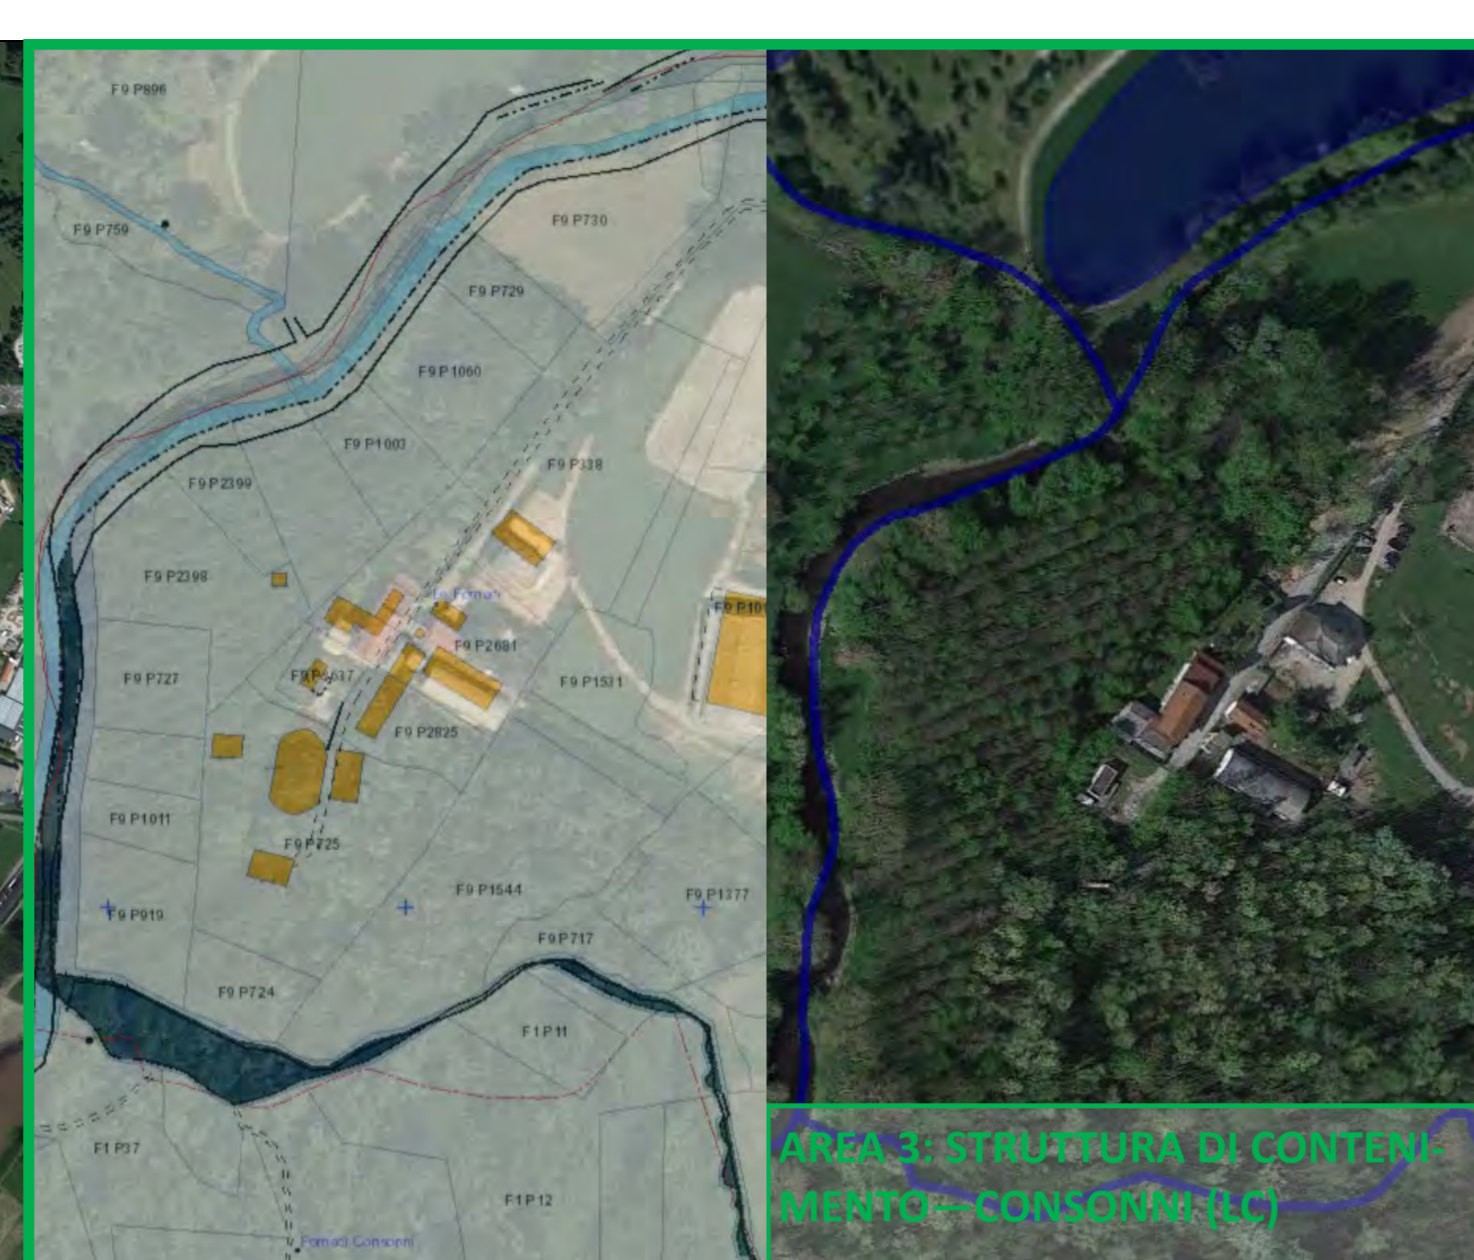 F9 P896
F9 P759
F9 P730
F9 P729
F9 P1060
F9 P1003
F9 P338
F9 P2399
F9 P2398
F9 P2681
F9 P727
F9 P1531
F9 P2825
F9 P1011
F9 P725
F9 P1544
F9 P1377
F9 P919
F9 P717
F9 P724
F1 P11
F1 P37
F1 P12
Fornaci Consonni
AREA 3: STRUTTURA DI CONTENI-
MENTO—CONSONNI (LC)